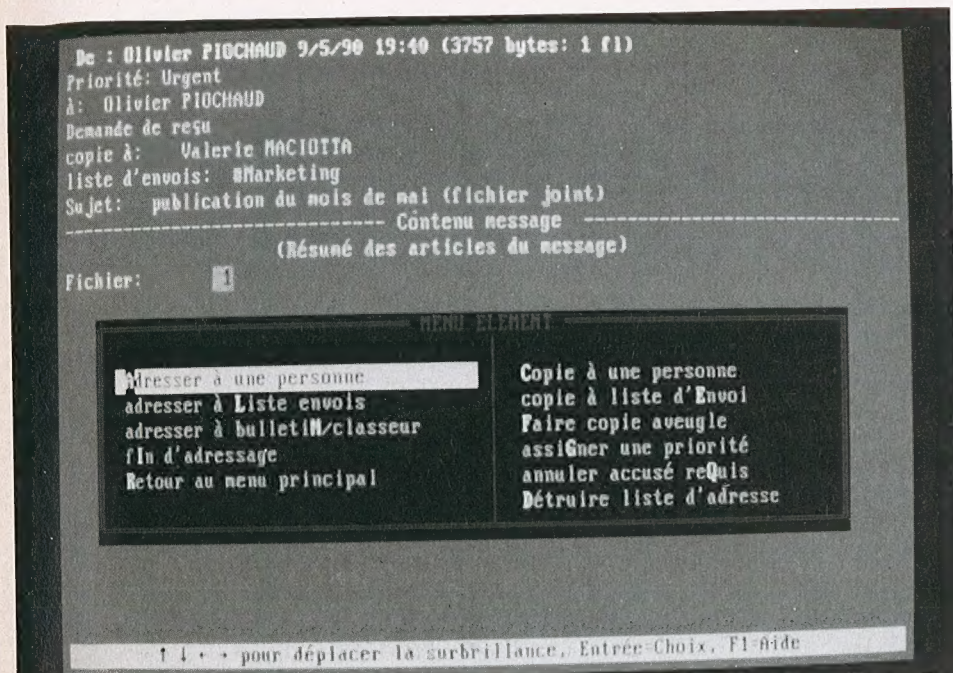 De : Olivier PIOCHAUD 9/5/90 19:40 (3757 bytes: 1 fl)
Priorité: Urgent
à: Olivier PIOCHAUD
Demande de reçu
copie à: Valerie MACIOTTA
liste d'envois: #Marketing
Sujet: publication du mois de mai (fichier joint)
Contenu message
(Résumé des articles du message)
Fichier: 1
MENU ELEMENT
Adresser à une personne
adresser à Liste envois
adresser à bulletiN/classeur
fIn d'adressage
Retour au menu principal
Copie à une personne
copie à liste d'Envoi
Faire copie aveugle
assiGner une priorité
annuler accusé reQuis
Détruire liste d'adresse
↑ ↓ ← → pour déplacer la surbrillance, Entrée=Choix, F1=Aide